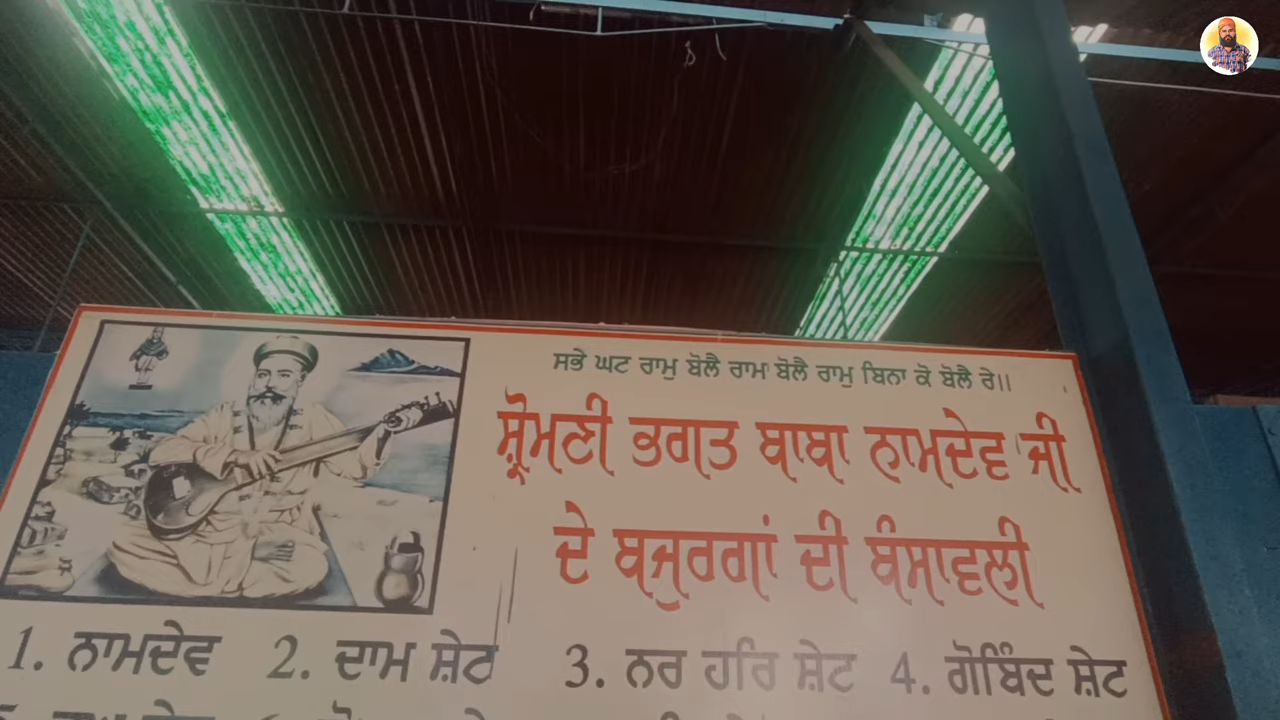 ਸਭੇ ਘਟ ਰਾਮੁ ਬੋਲੈ ਰਾਮਾ ਬੋਲੈ ਰਾਮੁ ਬਿਨਾ ਕੋ ਬੋਲੈ ਰੇ॥
ਸ਼੍ਰੋਮਣੀ ਭਗਤ ਬਾਬਾ ਨਾਮਦੇਵ ਜੀ
ਦੇ ਬਜੁਰਗਾਂ ਦੀ ਬੰਸਾਵਲੀ
1. ਨਾਮਦੇਵ 2. ਦਾਮ ਸ਼ੇਟ 3. ਨਰ ਹਰਿ ਸ਼ੇਟ 4. ਗੋਬਿੰਦ ਸ਼ੇਟ